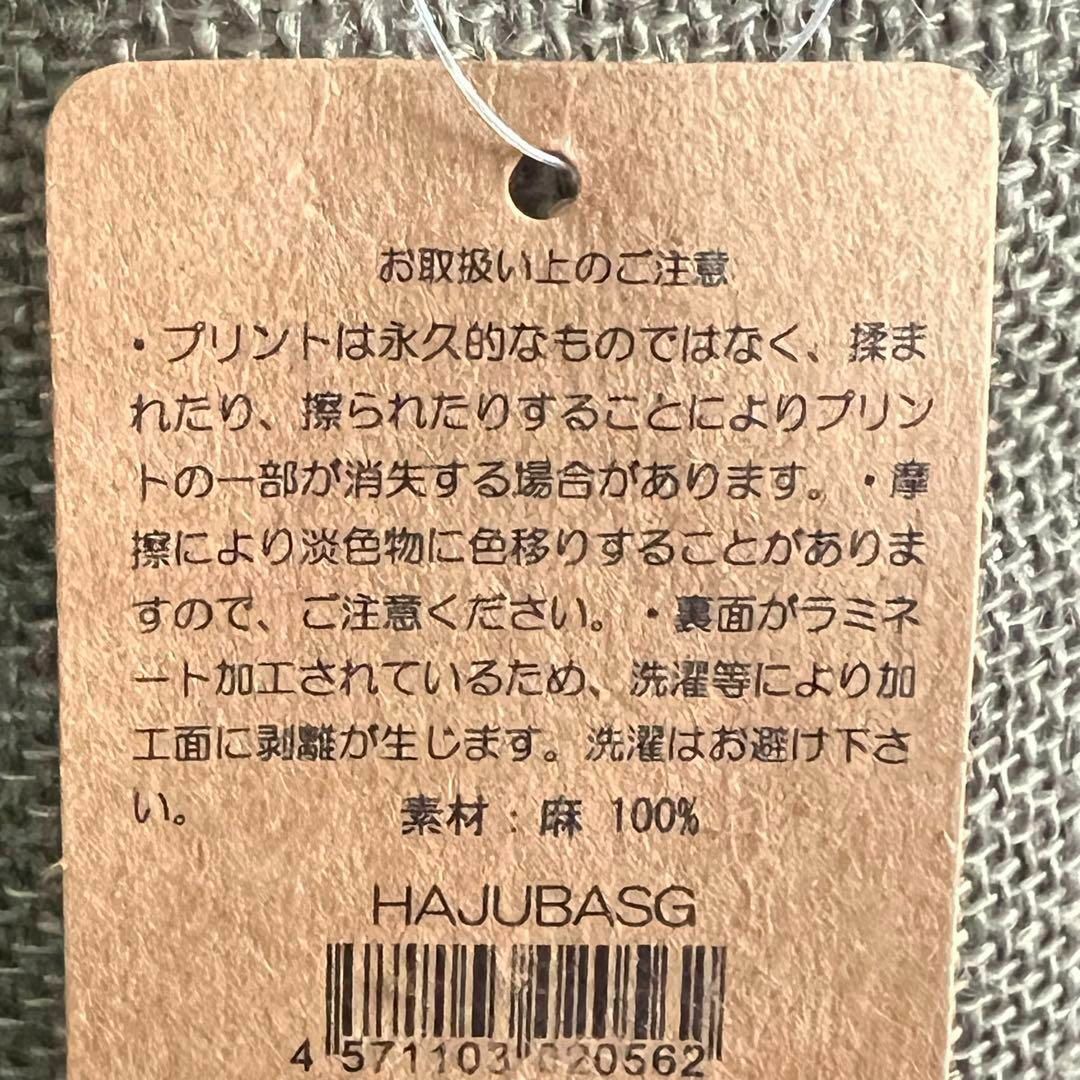 お取扱い上のご注意
・プリントは永久的なものではなく、揉ま
れたり、擦られたりすることによりプリン
トの一部が消失する場合があります。・摩
擦により淡色物に色移りすることがありま
すので、ご注意ください。・裏面がラミネ
ート加工されているため、洗濯等により加
工面に剥離が生じます。洗濯はお避け下さ
い。 素材：麻 100%
HAJUBASG
4 571103 020562